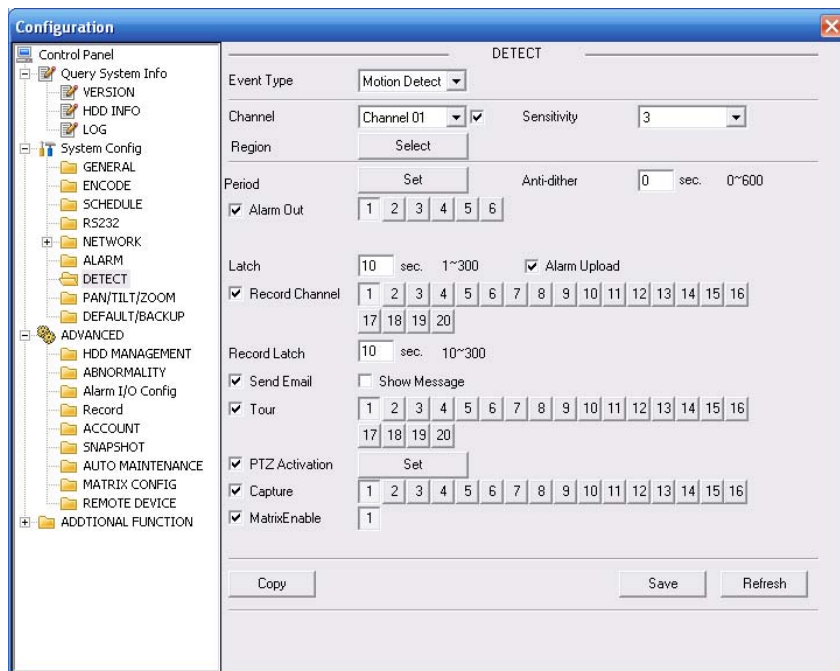 Configuration
Control Panel
Query System Info
VERSION
HDD INFO
LOG
System Config
GENERAL
ENCODE
SCHEDULE
RS232
NETWORK
ALARM
DETECT
PAN/TILT/ZOOM
DEFAULT/BACKUP
ADVANCED
HDD MANAGEMENT
ABNORMALITY
Alarm I/O Config
Record
ACCOUNT
SNAPSHOT
AUTO MAINTENANCE
MATRIX CONFIG
REMOTE DEVICE
ADDTIONAL FUNCTION
DETECT
Event Type Motion Detect
Channel Channel 01 Sensitivity 3
Region Select
Period Set Anti-dither 0 sec. 0~600
Alarm Out 1 2 3 4 5 6
Latch 10 sec. 1~300 Alarm Upload
Record Channel 1 2 3 4 5 6 7 8 9 10 11 12 13 14 15 16
17 18 19 20
Record Latch 10 sec. 10~300
Send Email Show Message
Tour 1 2 3 4 5 6 7 8 9 10 11 12 13 14 15 16
17 18 19 20
PTZ Activation Set
Capture 1 2 3 4 5 6 7 8 9 10 11 12 13 14 15 16
MatrixEnable 1
Copy Save Refresh